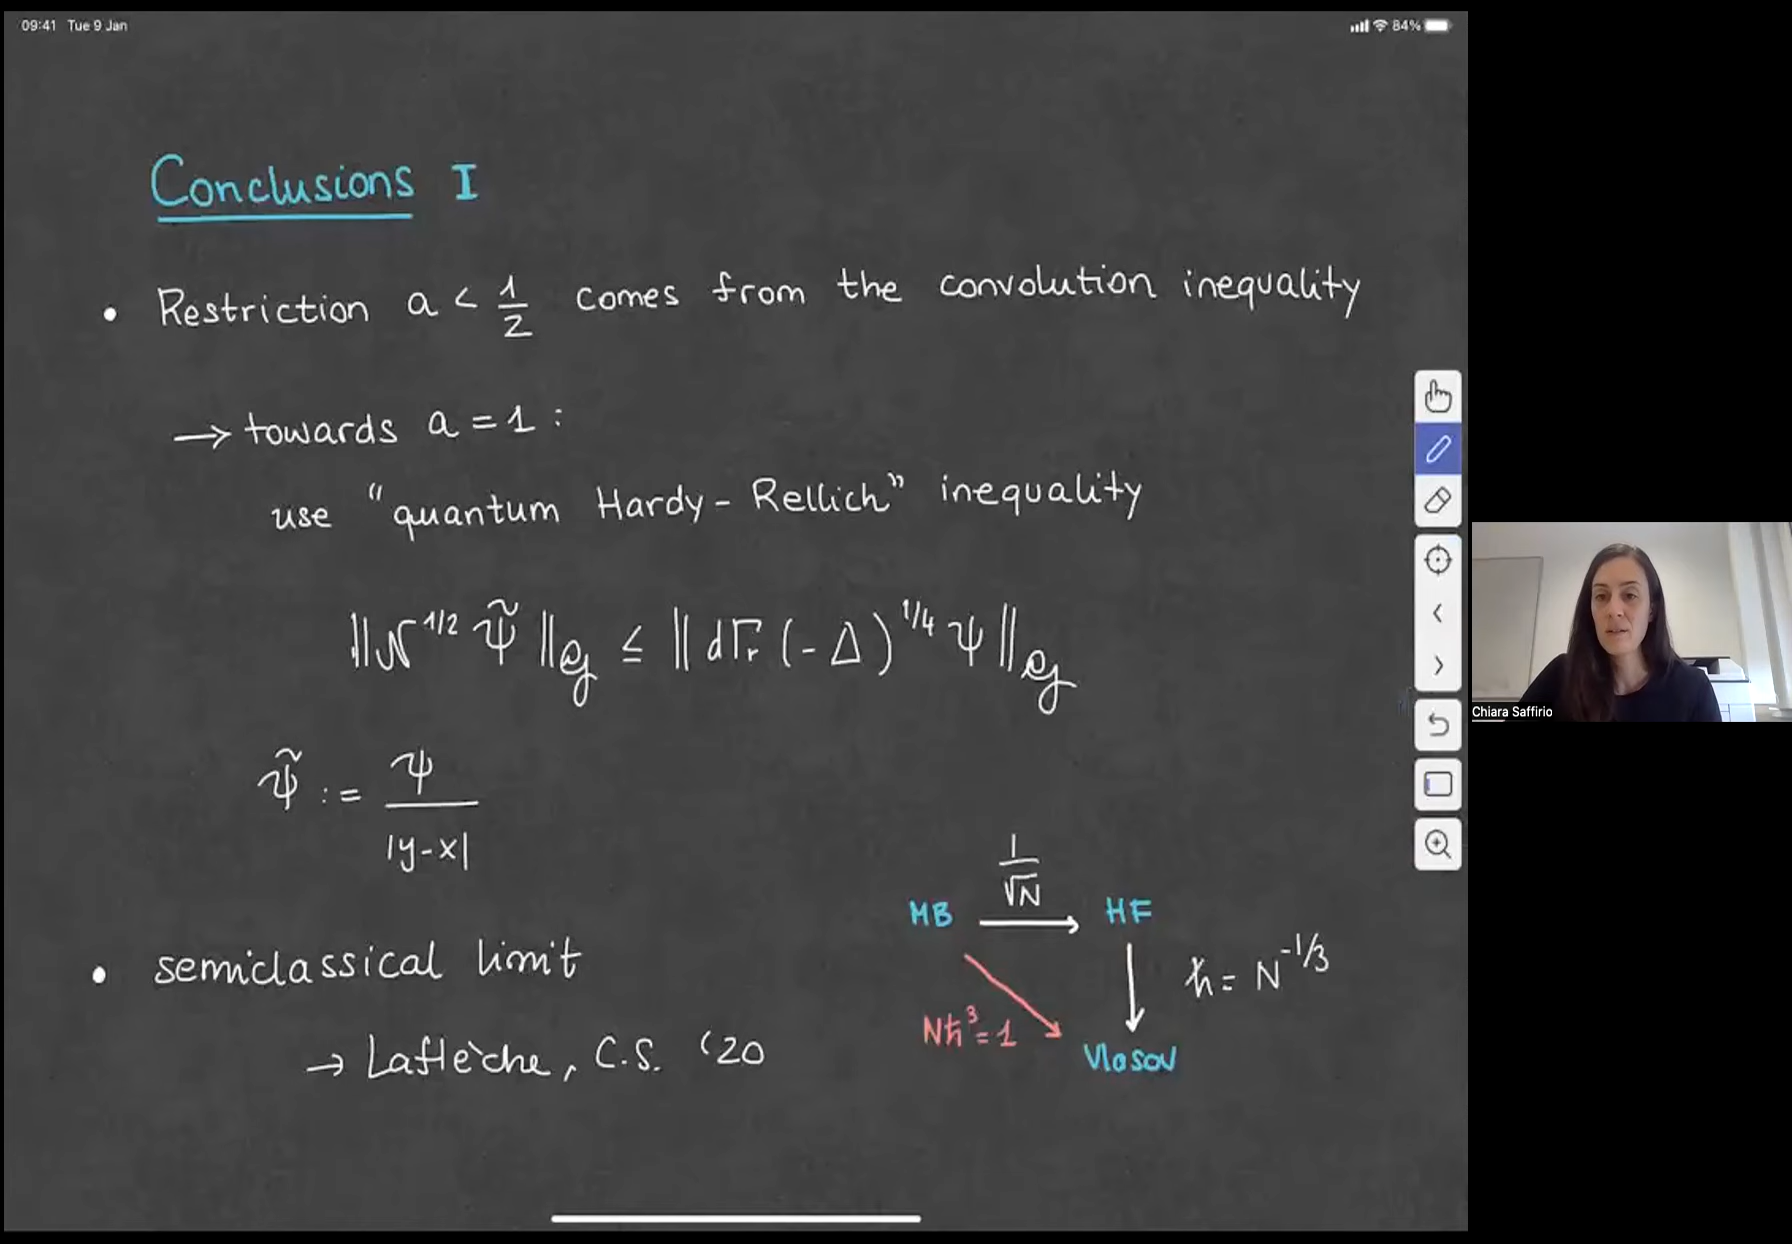 09:41 Tue 9 Jan
84%
Conclusions I
• Restriction a < 1/2 comes from the convolution inequality
→ towards a = 1 :
use "quantum Hardy - Rellich" inequality
‖𝒩^{1/2} ψ̃‖_𝒢 ≤ ‖dΓ_r (-Δ)^{1/4} ψ‖_𝒢
ψ̃ := ψ / |y-x|
1/√N
MB → HF
ħ = N^{-1/3}
• semiclassical limit
Nħ³ = 1
→ Laflèche, C.S. '20
Vlasov
Chiara Saffirio